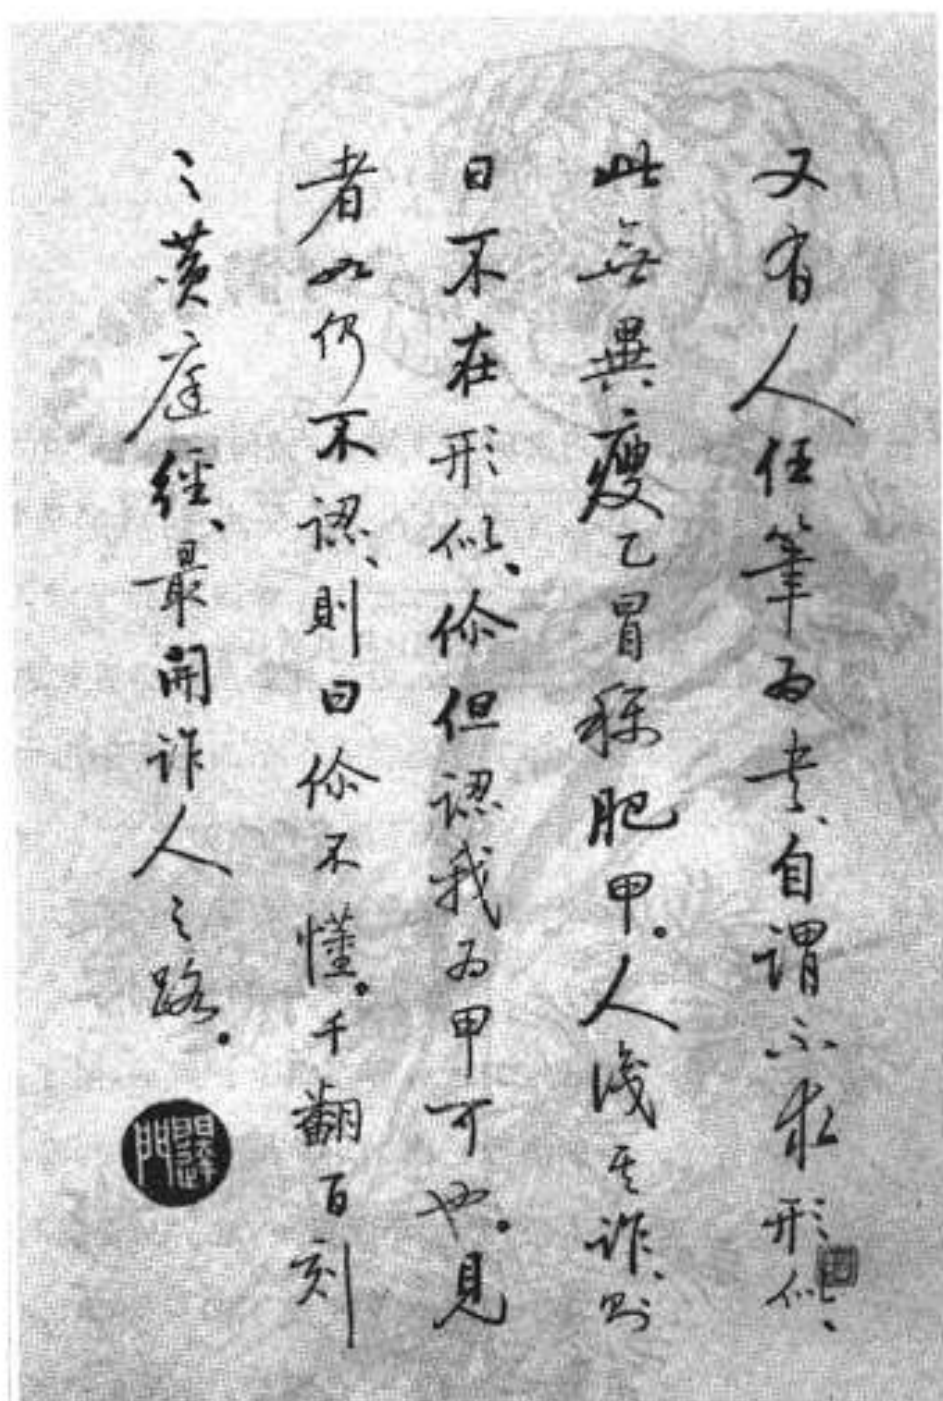 又有人任筆為書、自謂不求形似、
此無異瘦乙冒稱肥甲。人識其詐、則
曰不在形似、你但認我為甲可也。見
者如仍不認、則曰你不懂。千翻百刻
之黃庭經、最開詐人之路。